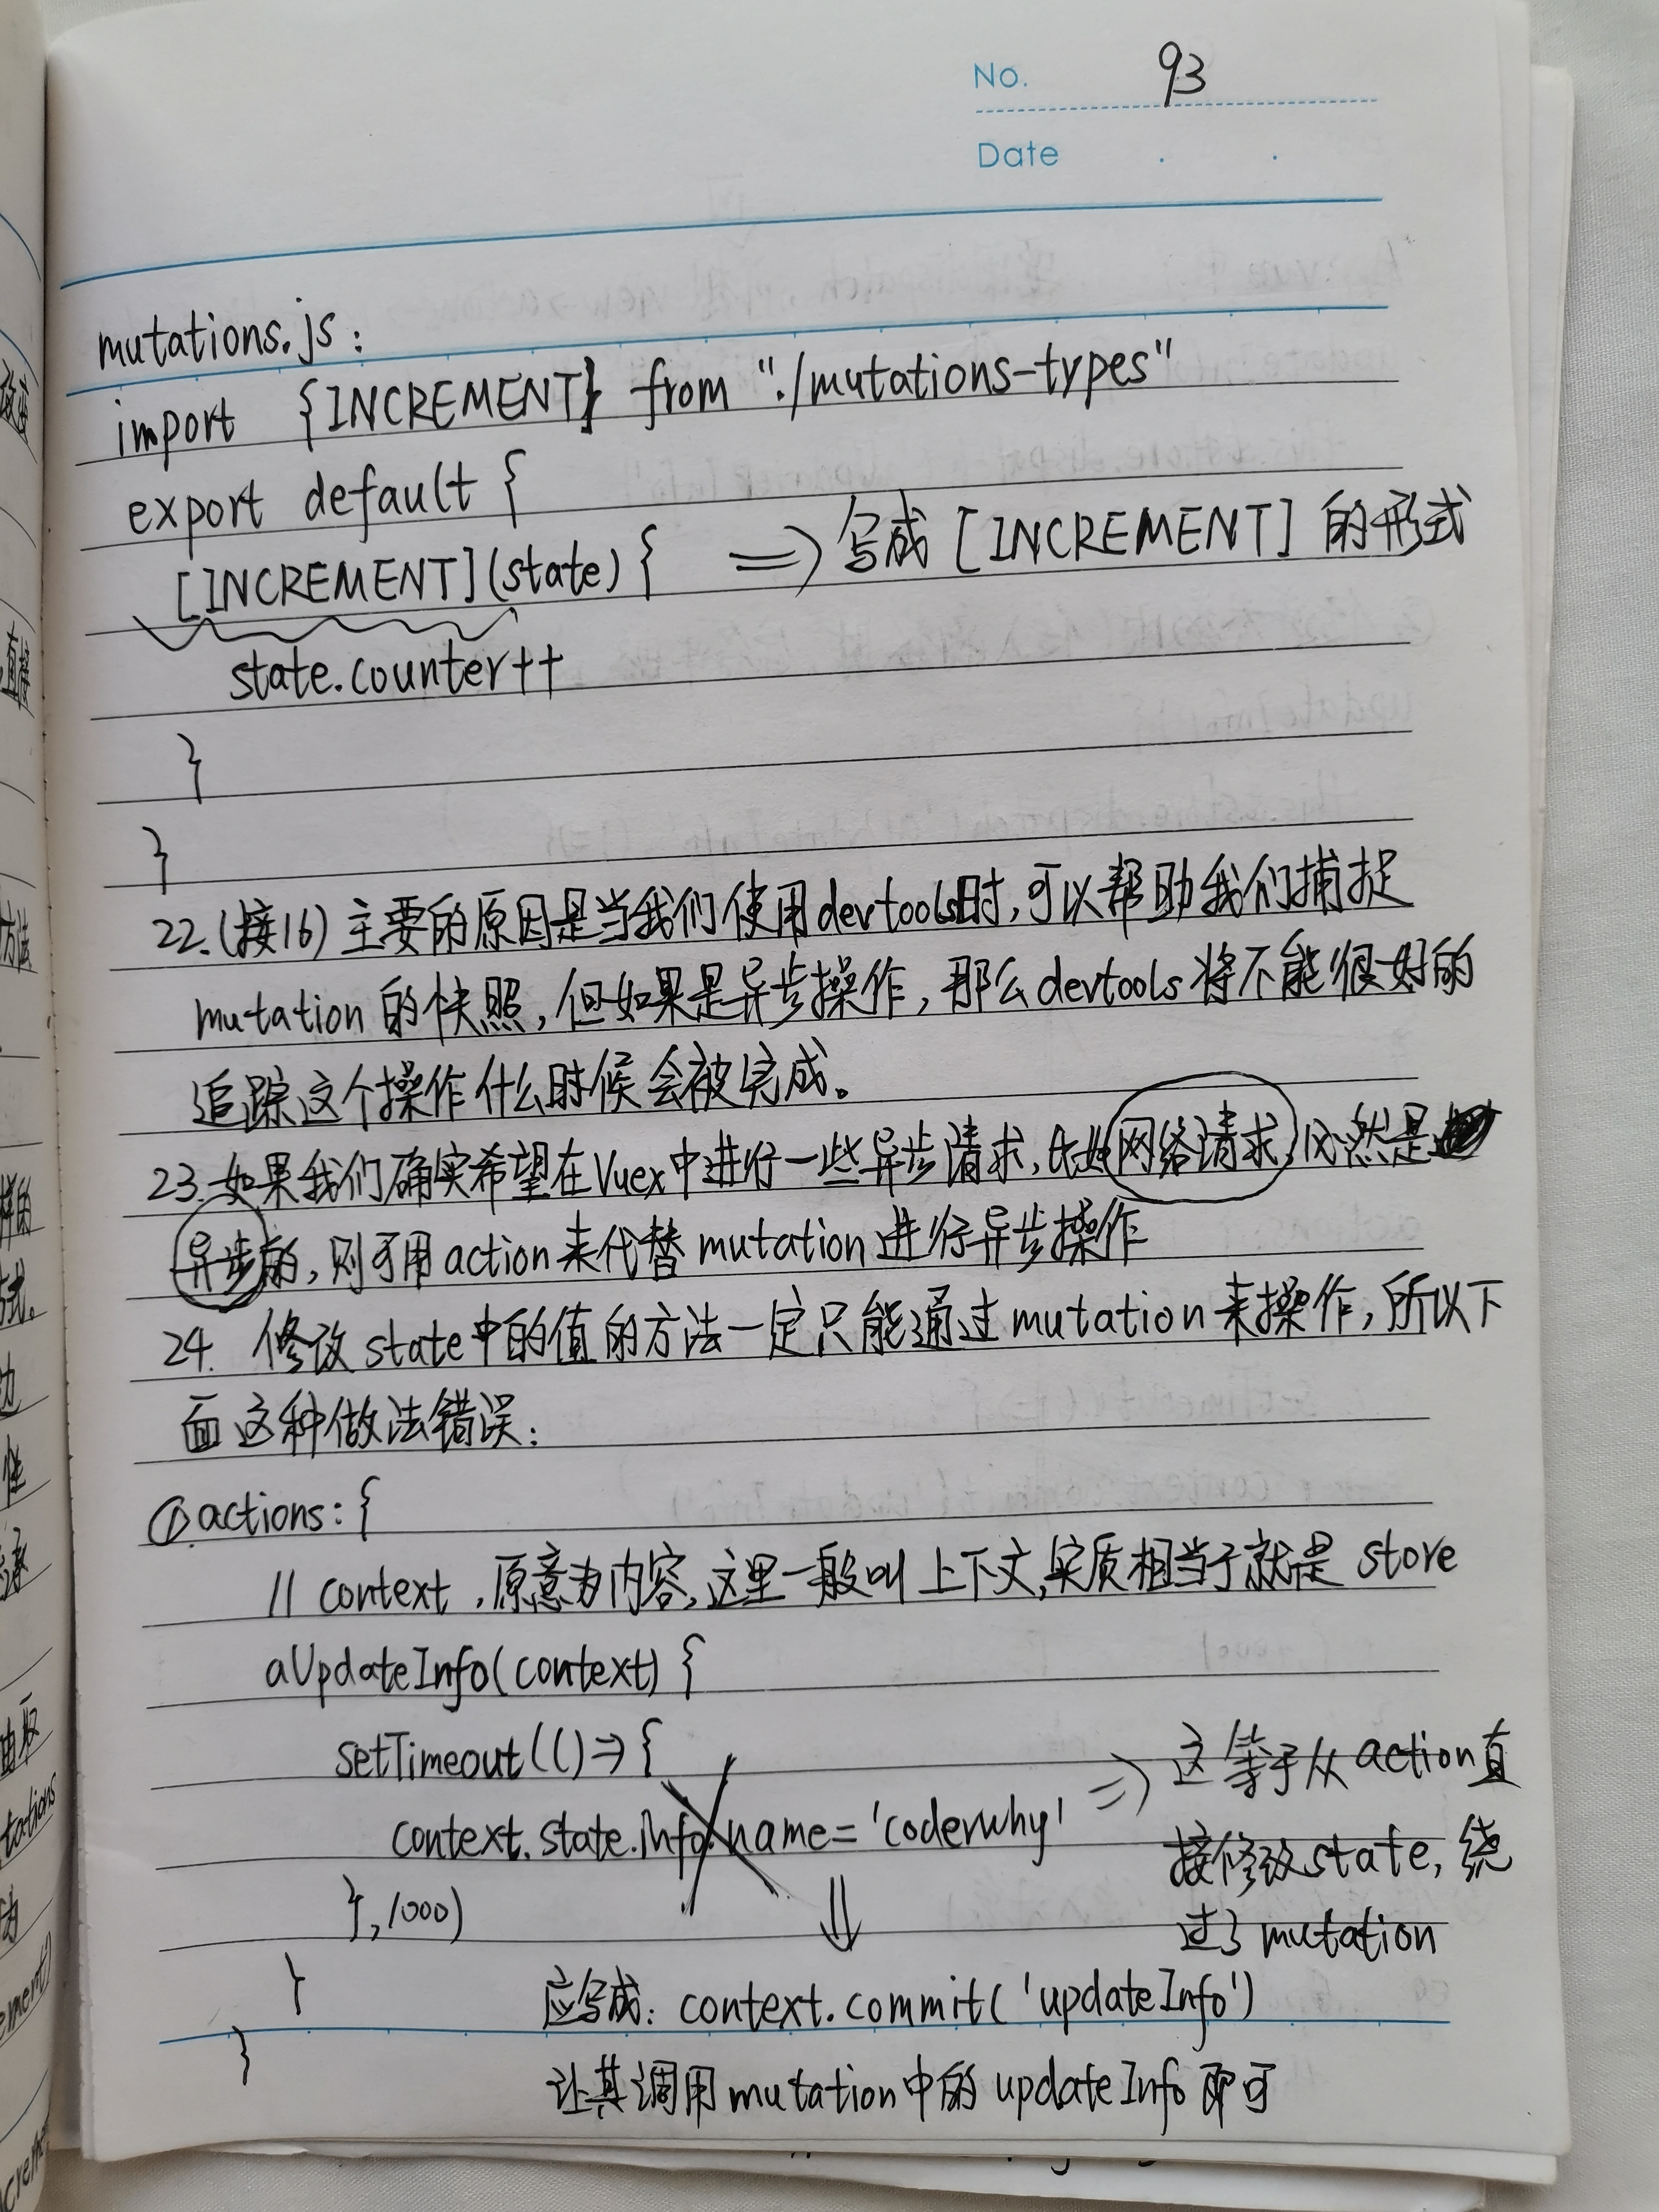 No. 93
Date
mutations.js:
import {INCREMENT} from "./mutations-types"
export default {
[INCREMENT](state) { => 写成 [INCREMENT] 的形式
state.counter++
}
}
22.(接16) 主要的原因是当我们使用devtools时,可以帮助我们捕捉
mutation 的快照,但如果是异步操作,那么devtools将不能很好的
追踪这个操作什么时候会被完成。
23.如果我们确实希望在Vuex中进行一些异步请求,比如网络请求,必然是
异步的,则可用action来代替mutation进行异步操作
24. 修改state中的值的方法一定只能通过mutation来操作,所以下
面这种做法错误:
① actions:{
// context,原意为内容,这里一般叫上下文,实质相当于就是 store
aUpdateInfo(context) {
setTimeout(()=>{
context.state.info.name='coderwhy' => 这等于从action直
接修改state,绕
},1000)
过了mutation
}
应写成: context.commit('updateInfo')
}
让其调用mutation中的updateInfo即可